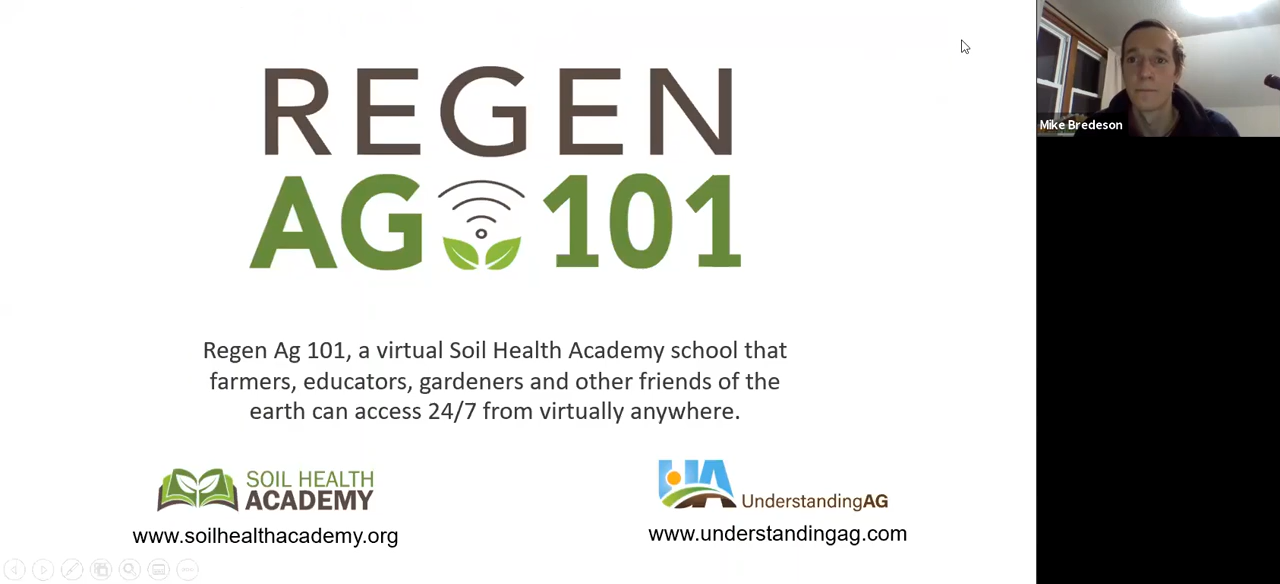 REGEN
AG 101
Regen Ag 101, a virtual Soil Health Academy school that
farmers, educators, gardeners and other friends of the
earth can access 24/7 from virtually anywhere.
SOIL HEALTH
ACADEMY
www.soilhealthacademy.org
UA
UnderstandingAG
www.understandingag.com
Mike Bredeson